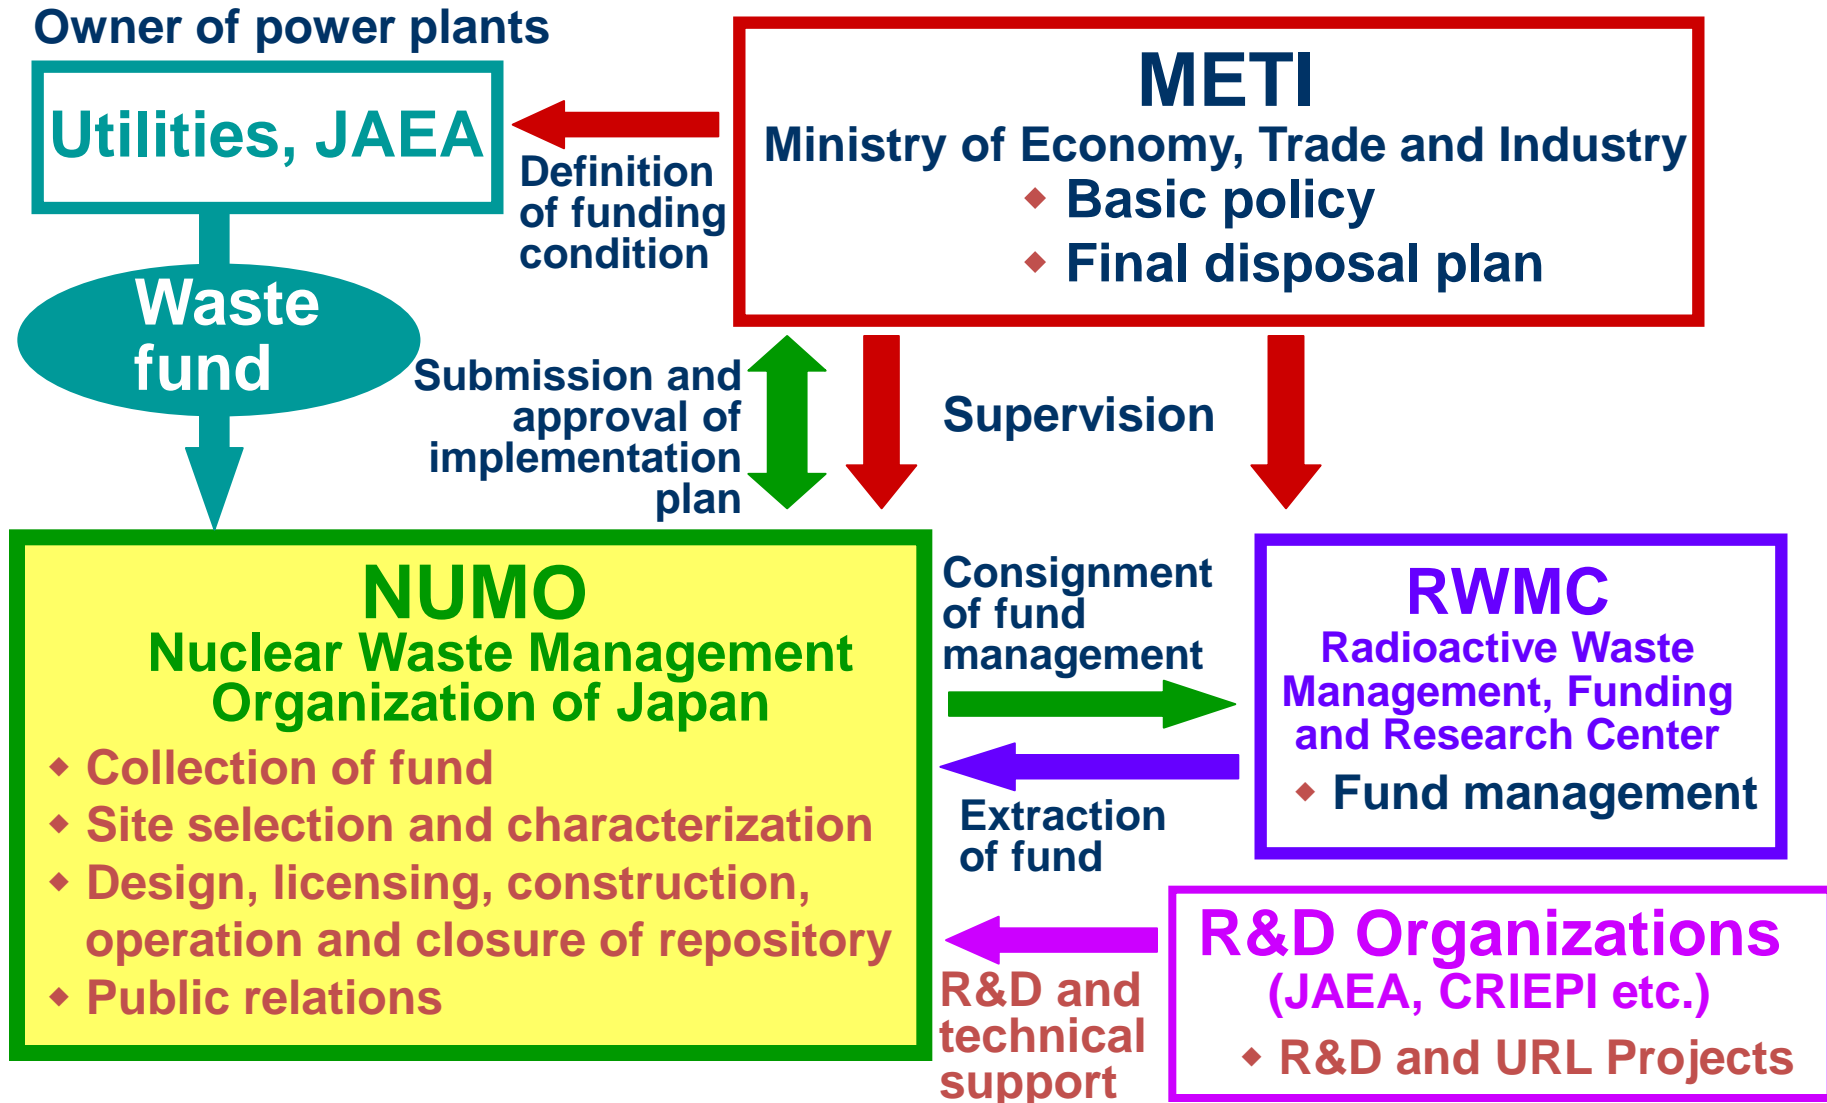 Owner of power plants
Utilities, JAEA
METI
Ministry of Economy, Trade and Industry
Basic policy
Final disposal plan
Definition
of funding
condition
Waste
fund
Submission and
approval of
implementation
plan
Supervision
NUMO
Nuclear Waste Management
Organization of Japan
Collection of fund
Site selection and characterization
Design, licensing, construction,
operation and closure of repository
Public relations
Consignment
of fund
management
Extraction
of fund
RWMC
Radioactive Waste
Management, Funding
and Research Center
Fund management
R&D and
technical
support
R&D Organizations
(JAEA, CRIEPI etc.)
R&D and URL Projects